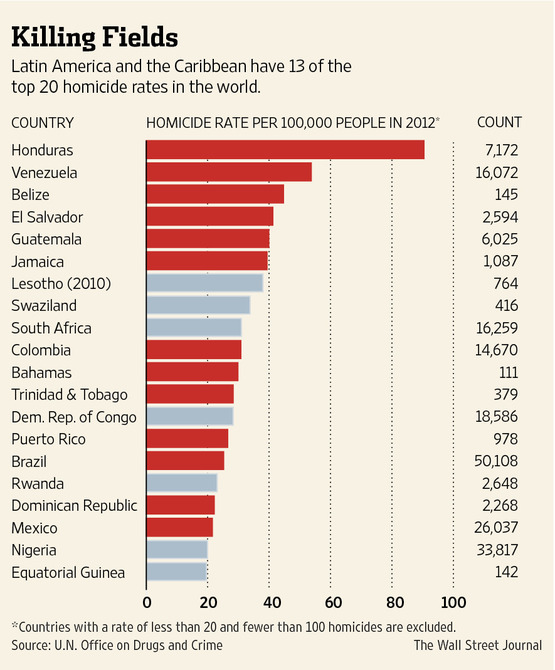 Killing Fields
Latin America and the Caribbean have 13 of the
top 20 homicide rates in the world.
COUNTRY HOMICIDE RATE PER 100,000 PEOPLE IN 2012* COUNT
Honduras 7,172
Venezuela 16,072
Belize 145
El Salvador 2,594
Guatemala 6,025
Jamaica 1,087
Lesotho (2010) 764
Swaziland 416
South Africa 16,259
Colombia 14,670
Bahamas 111
Trinidad & Tobago 379
Dem. Rep. of Congo 18,586
Puerto Rico 978
Brazil 50,108
Rwanda 2,648
Dominican Republic 2,268
Mexico 26,037
Nigeria 33,817
Equatorial Guinea 142
0 20 40 60 80 100
*Countries with a rate of less than 20 and fewer than 100 homicides are excluded.
Source: U.N. Office on Drugs and Crime The Wall Street Journal